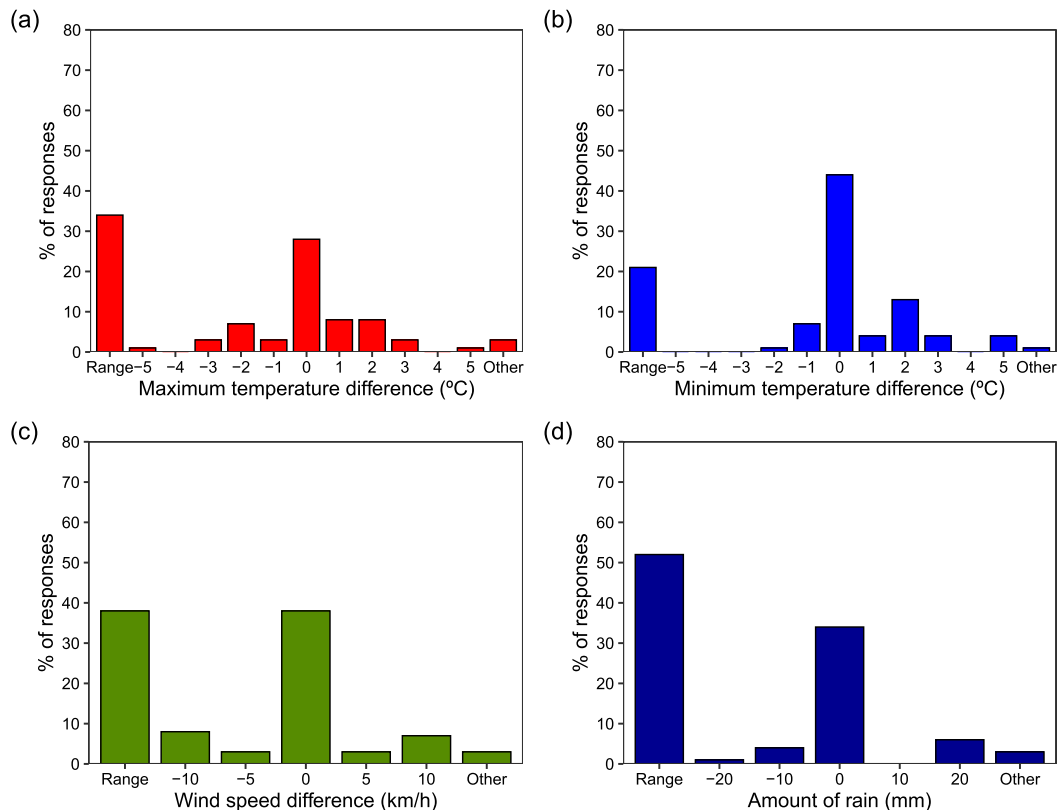 (a)
80
70
60
50
40
30
20
10
0
% of responses
Range −5 −4 −3 −2 −1 0 1 2 3 4 5 Other
Maximum temperature difference (ºC)
(b)
80
70
60
50
40
30
20
10
0
% of responses
Range −5 −4 −3 −2 −1 0 1 2 3 4 5 Other
Minimum temperature difference (ºC)
(c)
80
70
60
50
40
30
20
10
0
% of responses
Range −10 −5 0 5 10 Other
Wind speed difference (km/h)
(d)
80
70
60
50
40
30
20
10
0
% of responses
Range −20 −10 0 10 20 Other
Amount of rain (mm)